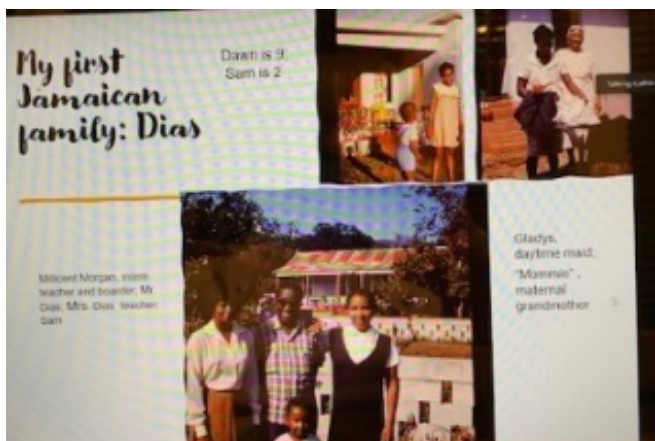 My first
Jamaican
family: Dias
Dawn is 9,
Sam is 2
Millicent Morgan, intern
teacher and boarder, Mr
Dias, Mrs. Dias teacher,
Sam
Gladys,
daytime maid;
"Mommie",
maternal
grandmother